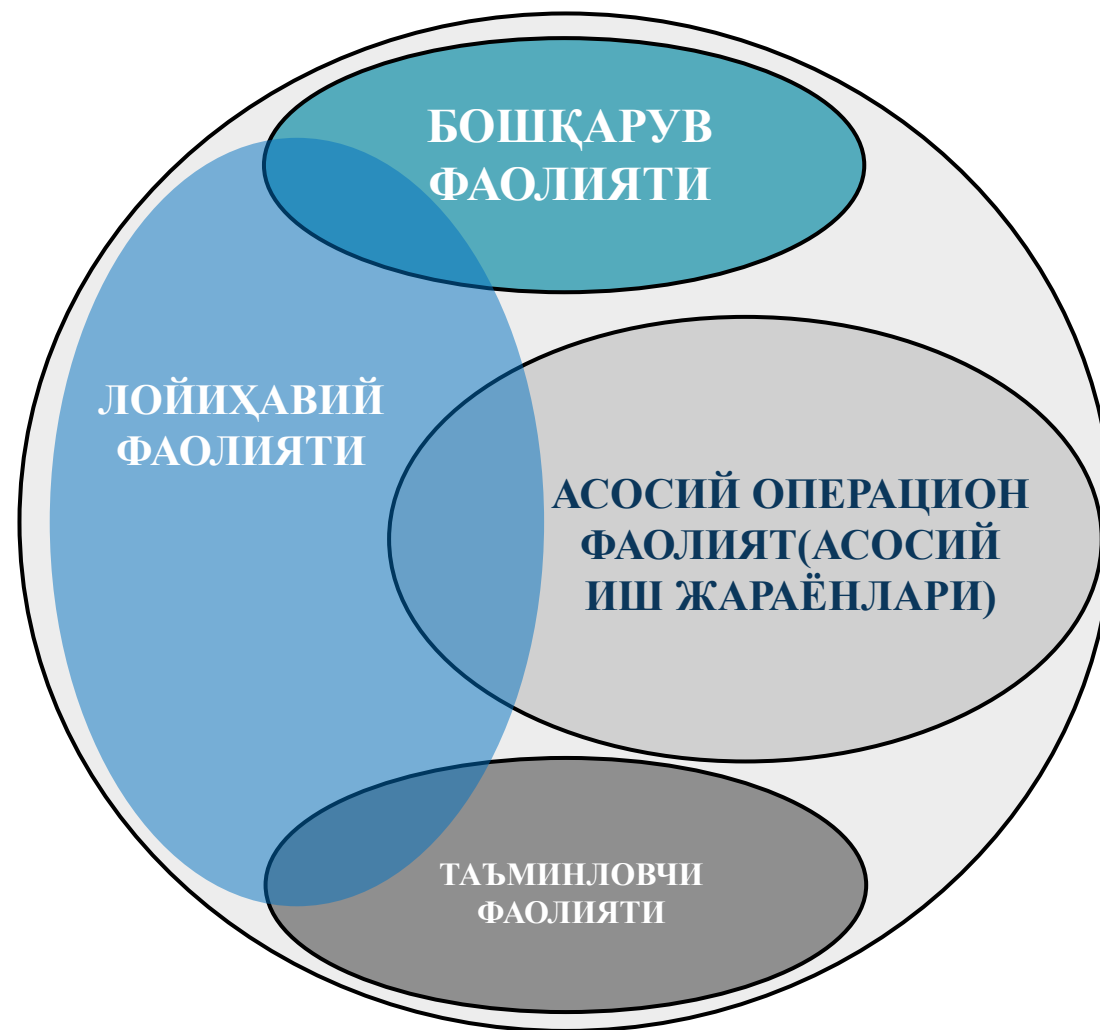 БОШҚАРУВ
ФАОЛИЯТИ
ЛОЙИҲАВИЙ
ФАОЛИЯТИ
АСОСИЙ ОПЕРАЦИОН
ФАОЛИЯТ(АСОСИЙ
ИШ ЖАРАЁНЛАРИ)
ТАЪМИНЛОВЧИ
ФАОЛИЯТИ